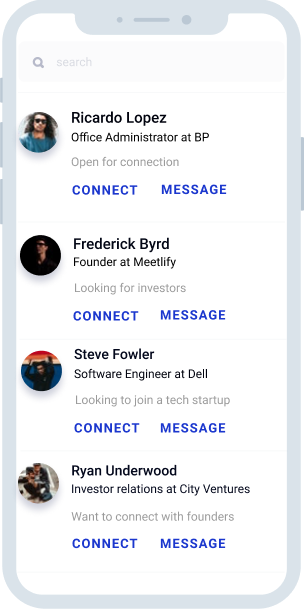 search
Ricardo Lopez
Office Administrator at BP
Open for connection
CONNECT MESSAGE
Frederick Byrd
Founder at Meetlify
Looking for investors
CONNECT MESSAGE
Steve Fowler
Software Engineer at Dell
Looking to join a tech startup
CONNECT MESSAGE
Ryan Underwood
Investor relations at City Ventures
Want to connect with founders
CONNECT MESSAGE